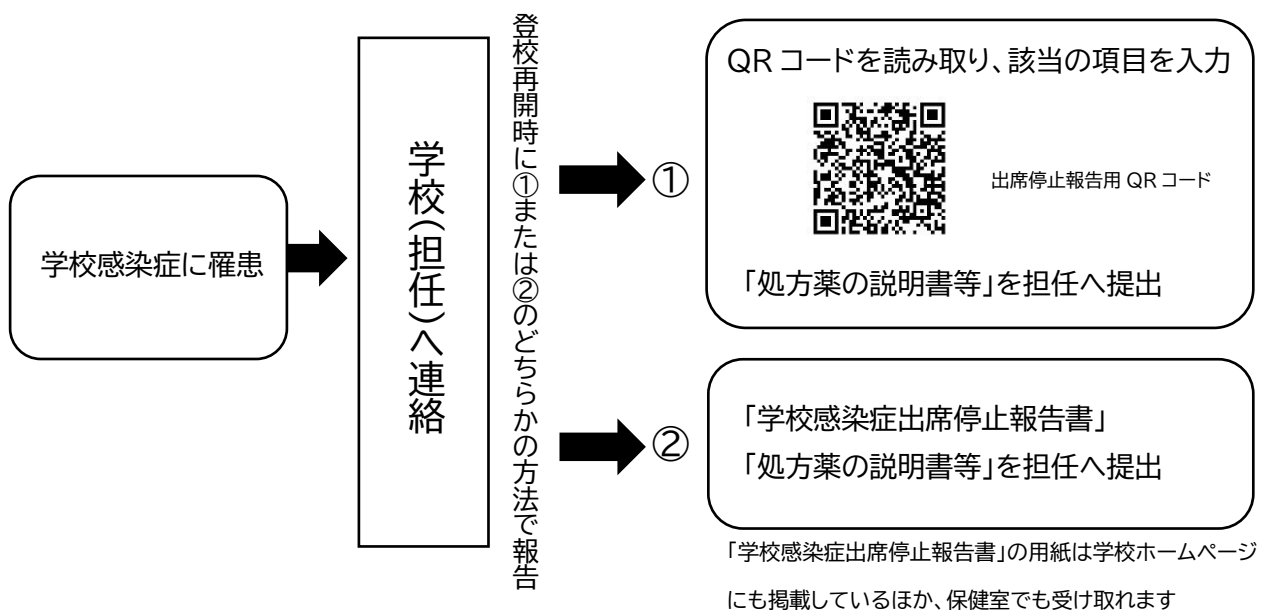 学校感染症に罹患
学校(担任)へ連絡
登校再開時に①または②のどちらかの方法で報告
①
QRコードを読み取り、該当の項目を入力
出席停止報告用 QRコード
「処方薬の説明書等」を担任へ提出
②
「学校感染症出席停止報告書」
「処方薬の説明書等」を担任へ提出
「学校感染症出席停止報告書」の用紙は学校ホームページ
にも掲載しているほか、保健室でも受け取れます